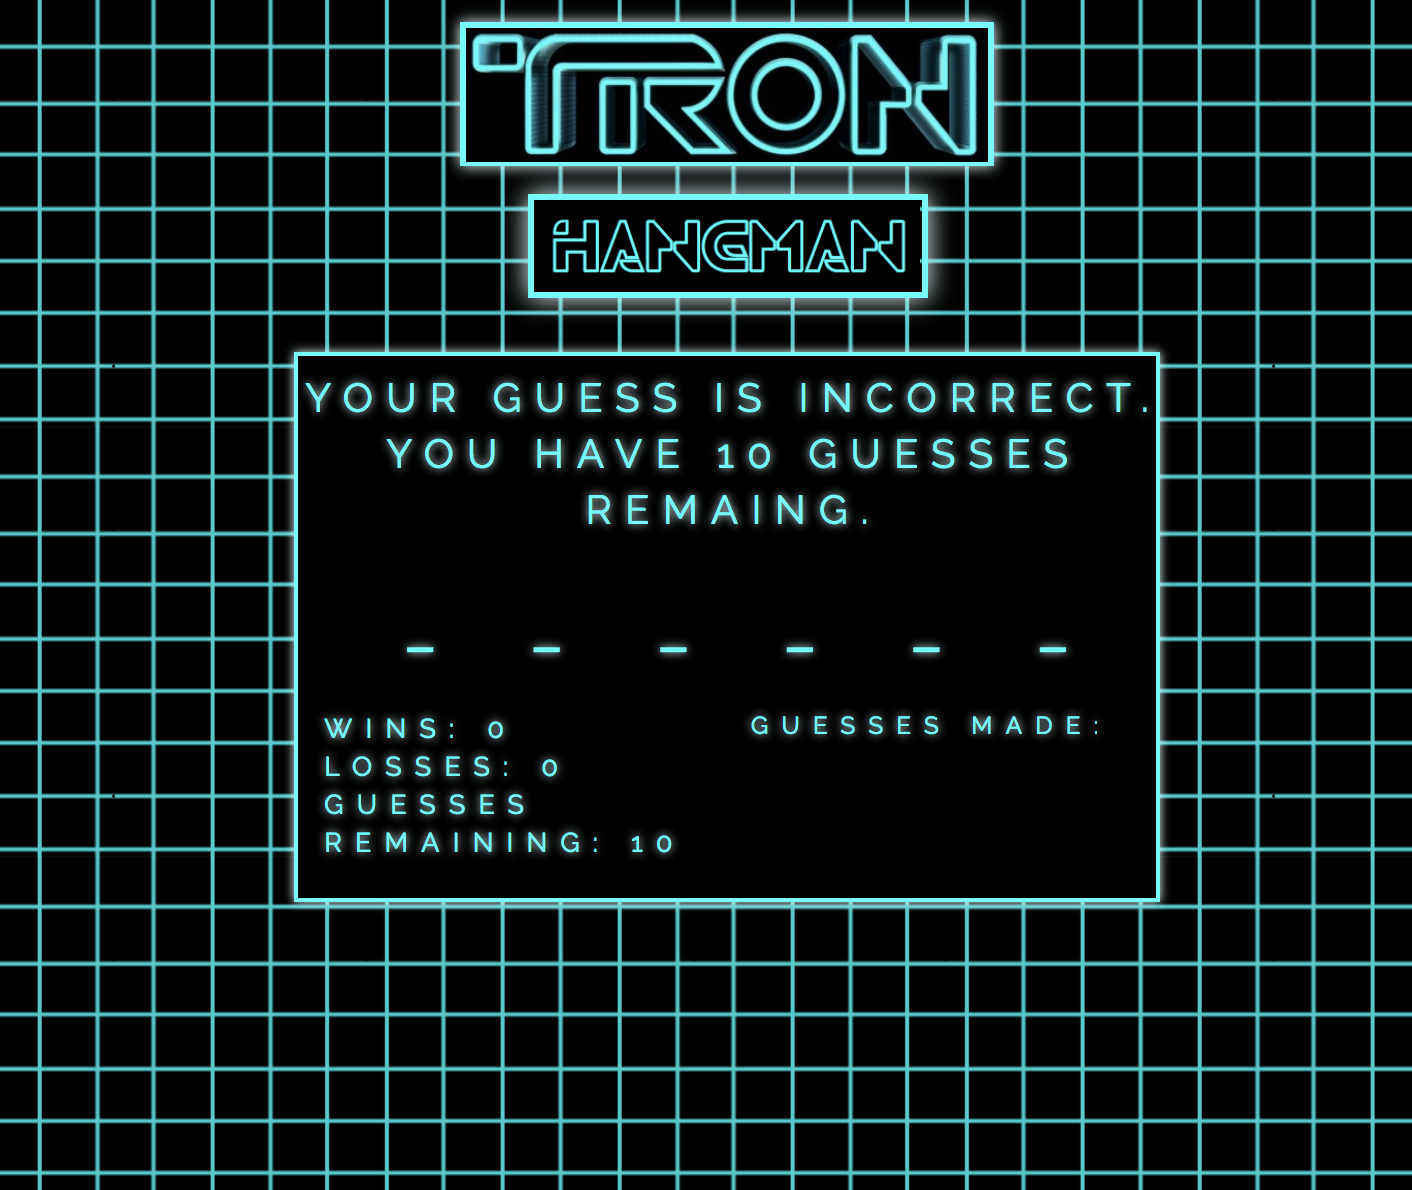 TRON
HANGMAN
YOUR GUESS IS INCORRECT.
YOU HAVE 10 GUESSES
REMAING.
_ _ _ _ _ _
WINS: 0
LOSSES: 0
GUESSES
REMAINING: 10
GUESSES MADE: